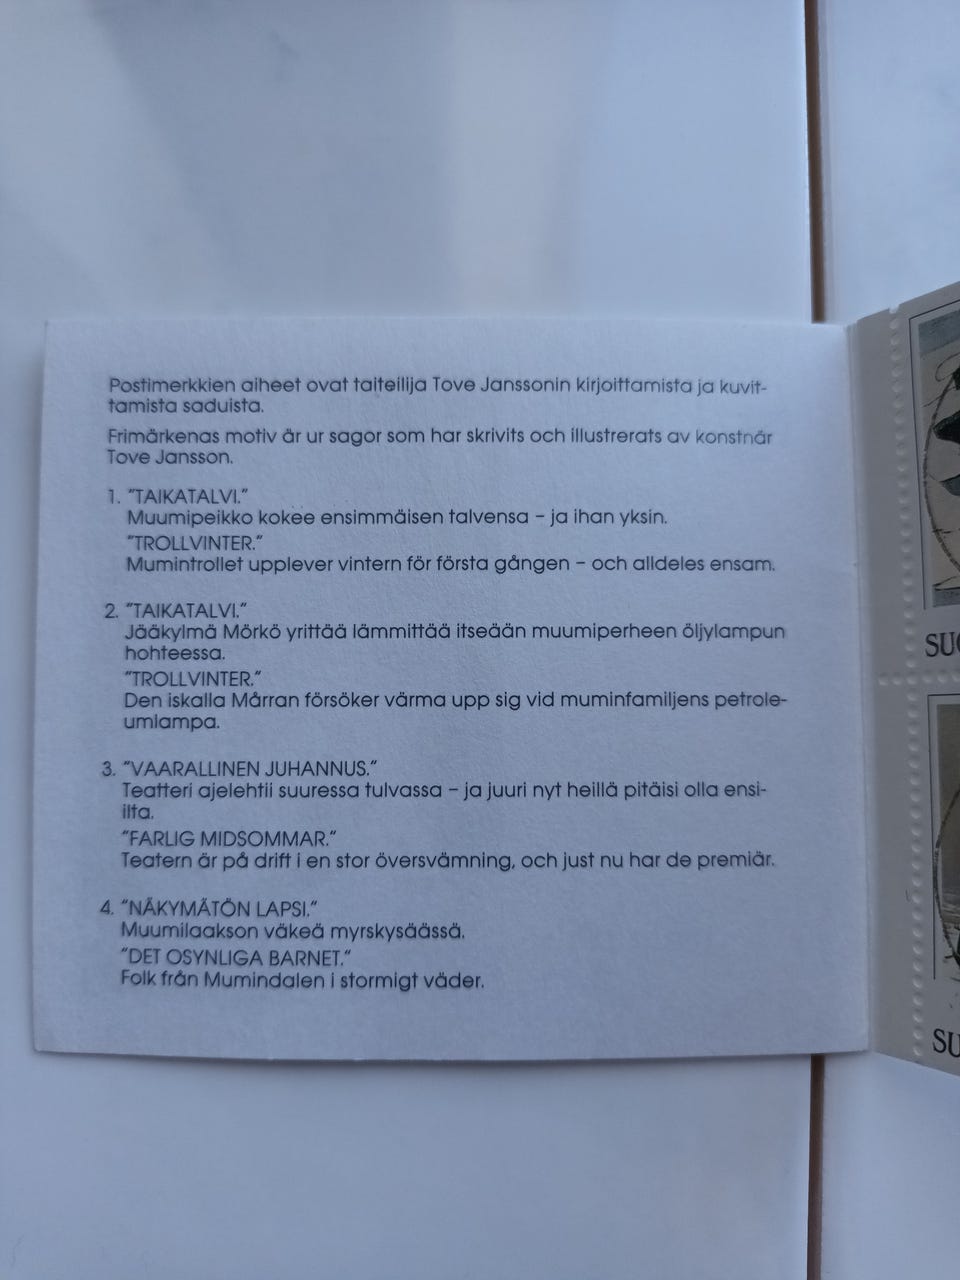 Postimerkkien aiheet ovat taiteilija Tove Janssonin kirjoittamista ja kuvit-
tamista saduista.
Frimärkenas motiv är ur sagor som har skrivits och illustrerats av konstnär
Tove Jansson.
1. "TAIKATALVI."
Muumipeikko kokee ensimmäisen talvensa – ja ihan yksin.
"TROLLVINTER."
Mumintrollet upplever vintern för första gången – och alldeles ensam.
2. "TAIKATALVI."
Jääkylmä Mörkö yrittää lämmittää itseään muumiperheen öljylampun
hohteessa.
"TROLLVINTER."
Den iskalla Mårran försöker värma upp sig vid muminfamiljens petrole-
umlampa.
3. "VAARALLINEN JUHANNUS."
Teatteri ajelehtii suuressa tulvassa – ja juuri nyt heillä pitäisi olla ensi-
ilta.
"FARLIG MIDSOMMAR."
Teatern är på drift i en stor översvämning, och just nu har de premiär.
4. "NÄKYMÄTÖN LAPSI."
Muumilaakson väkeä myrskysäässä.
"DET OSYNLIGA BARNET."
Folk från Mumindalen i stormigt väder.